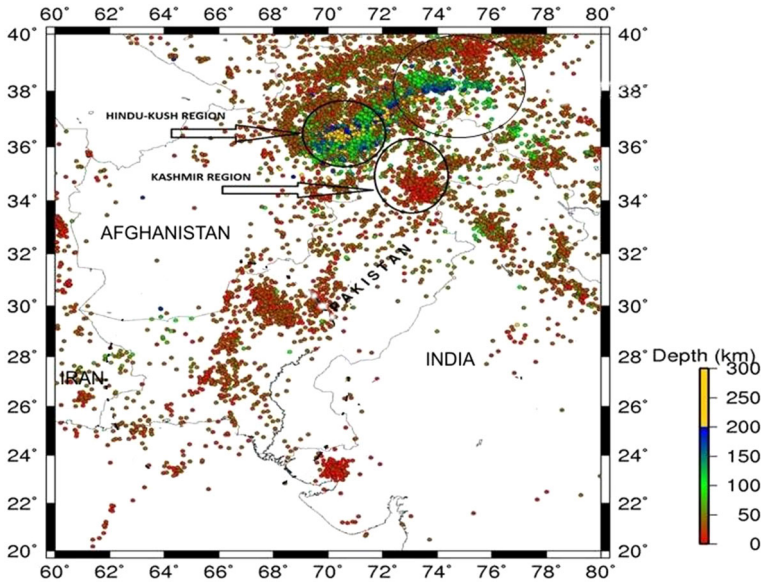 60 62 64 66 68 70 72 74 76 78 80°
40° 40°
38° 38°
HINDU-KUSH REGION
36° 36°
KASHMIR REGION
34° 34°
AFGHANISTAN
32° 32°
PAKISTAN
30° 30°
28° 28°
INDIA
Depth (km)
IRAN
300
26° 26°
250
200
24° 24°
150
22° 22°
100
50
20° 20°
0
60 62 64 66 68 70 72 74 76 78 80°